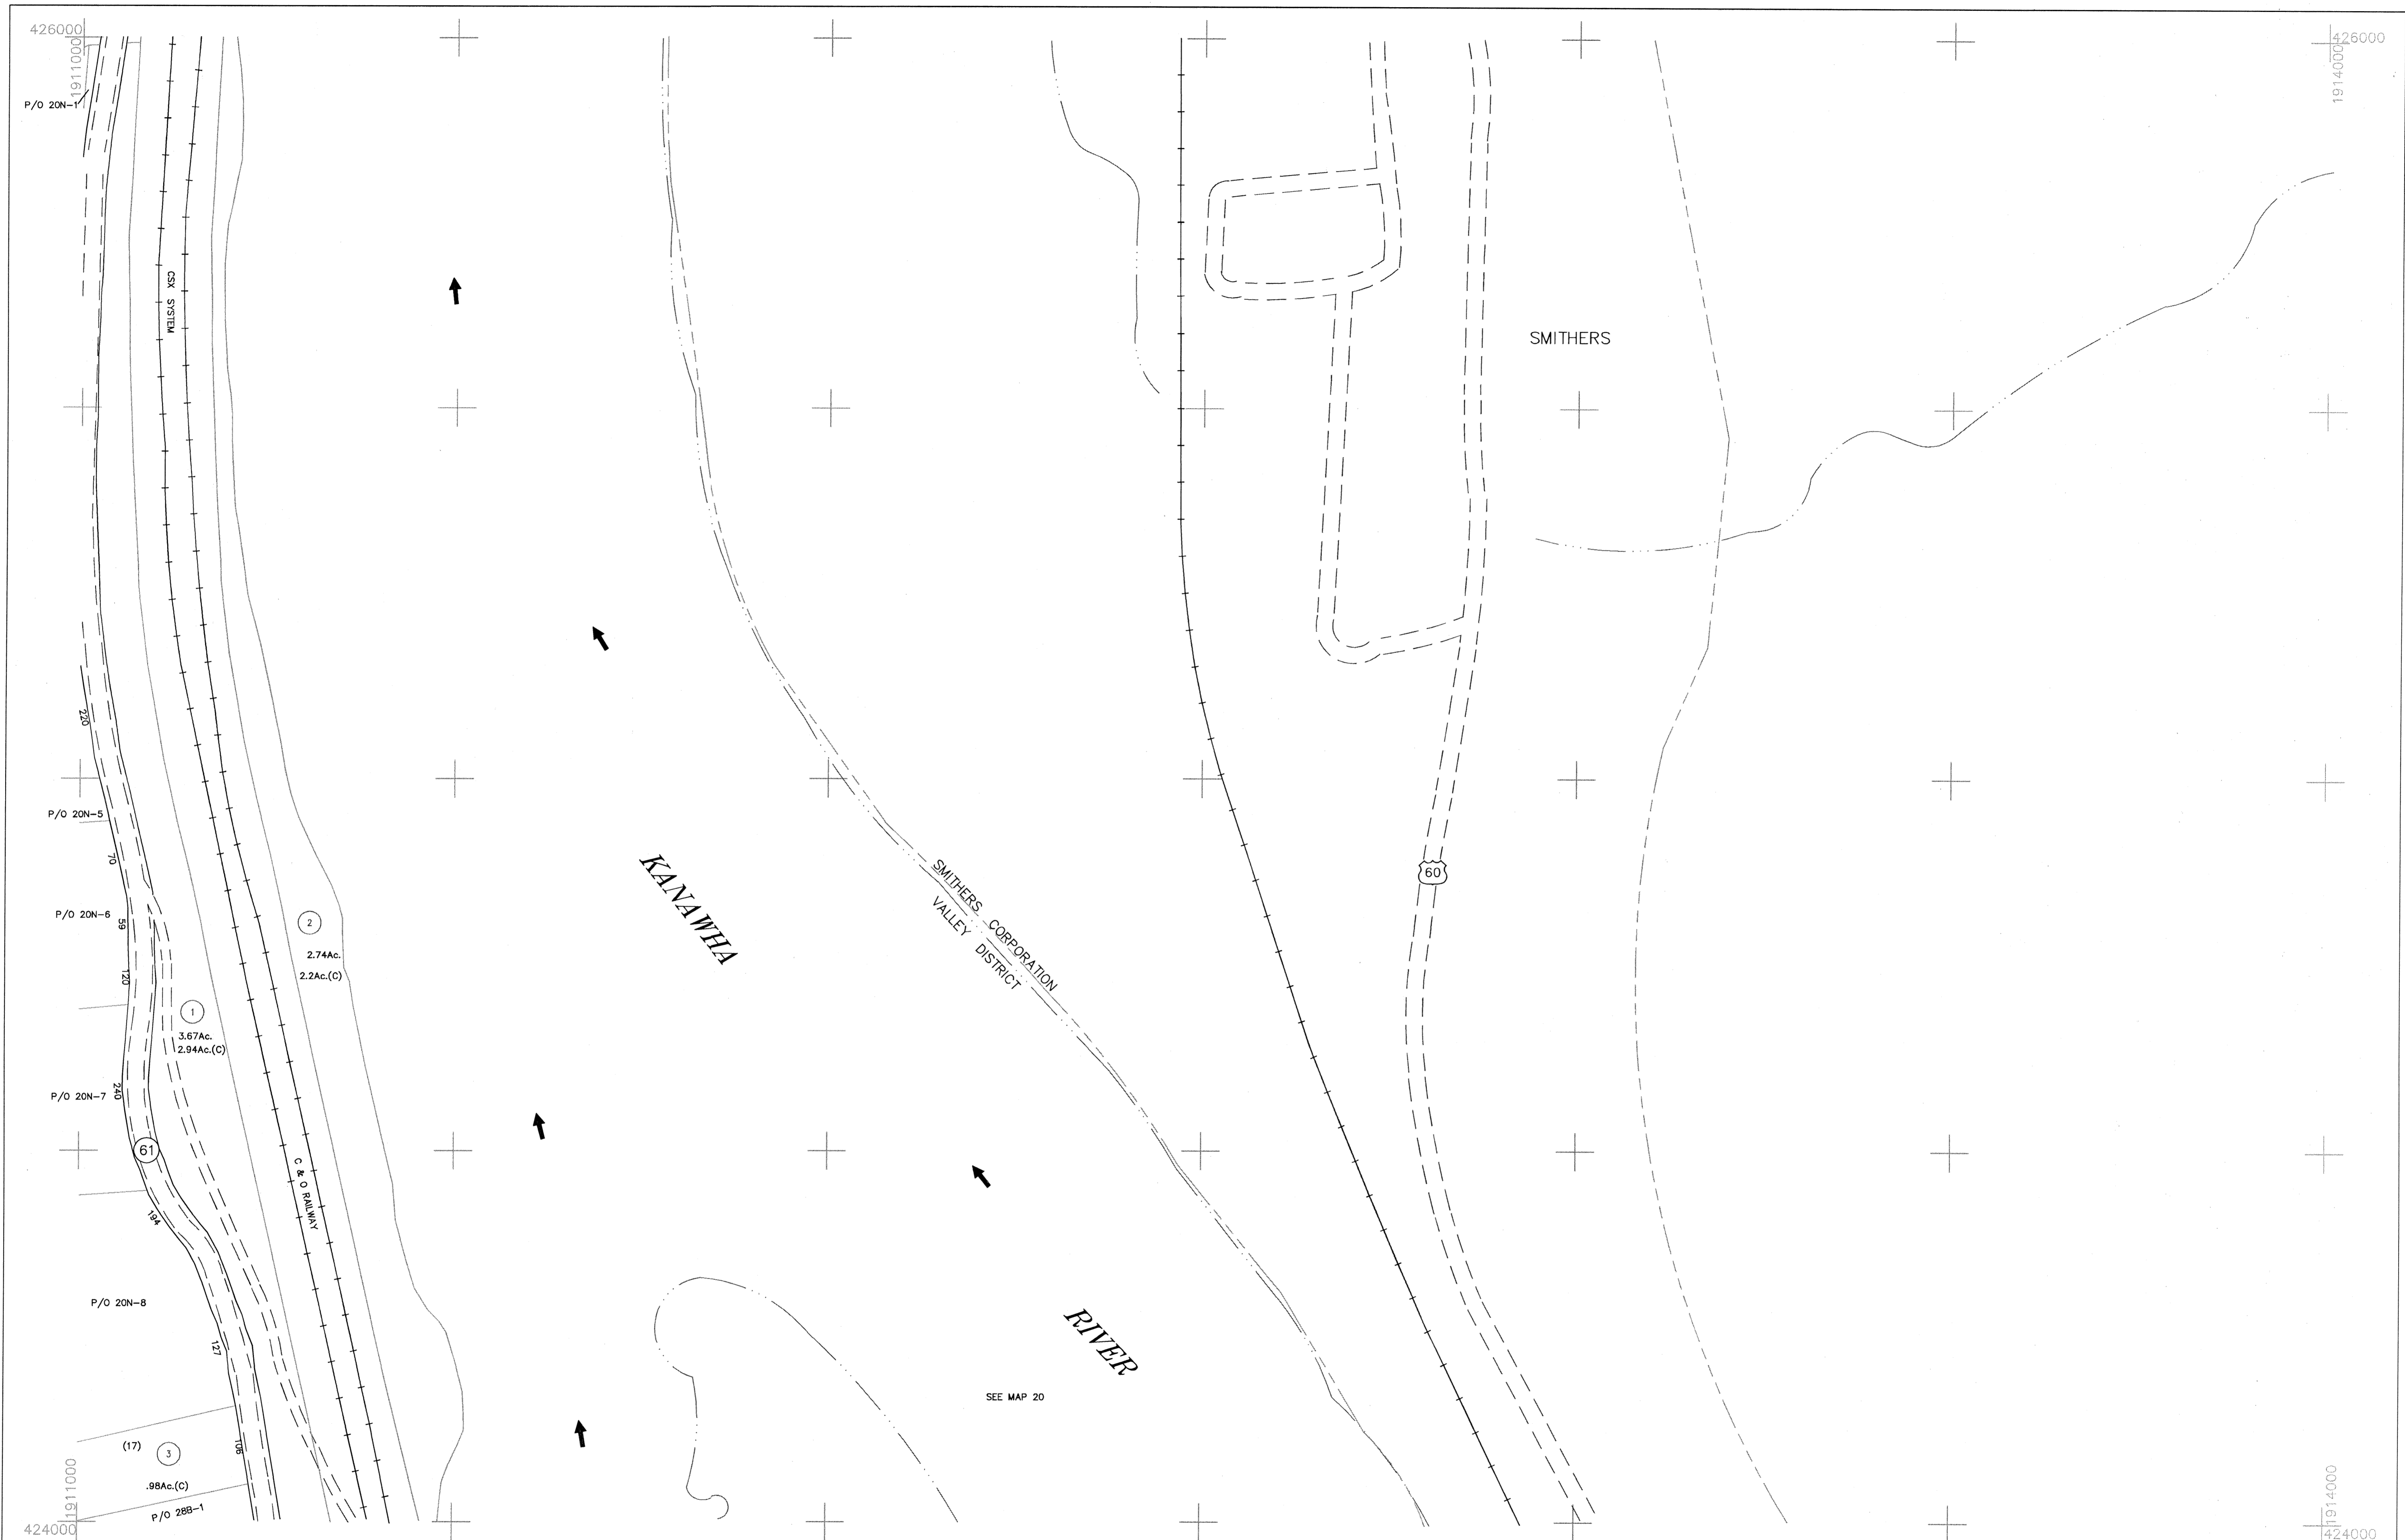 426000
1911000
426000
1914000
P/O 20N-1
CSX SYSTEM
SMITHERS
220
P/O 20N-5
70
P/O 20N-6
59
120
2
2.74Ac.
2.2Ac.(C)
1
3.67Ac.
2.94Ac.(C)
KANAWHA
SMITHERS CORPORATION
VALLEY DISTRICT
60
P/O 20N-7
240
61
C & O RAILWAY
194
P/O 20N-8
127
RIVER
SEE MAP 20
(17)
3
106
.98Ac.(C)
P/O 28B-1
1911000
424000
1914000
424000